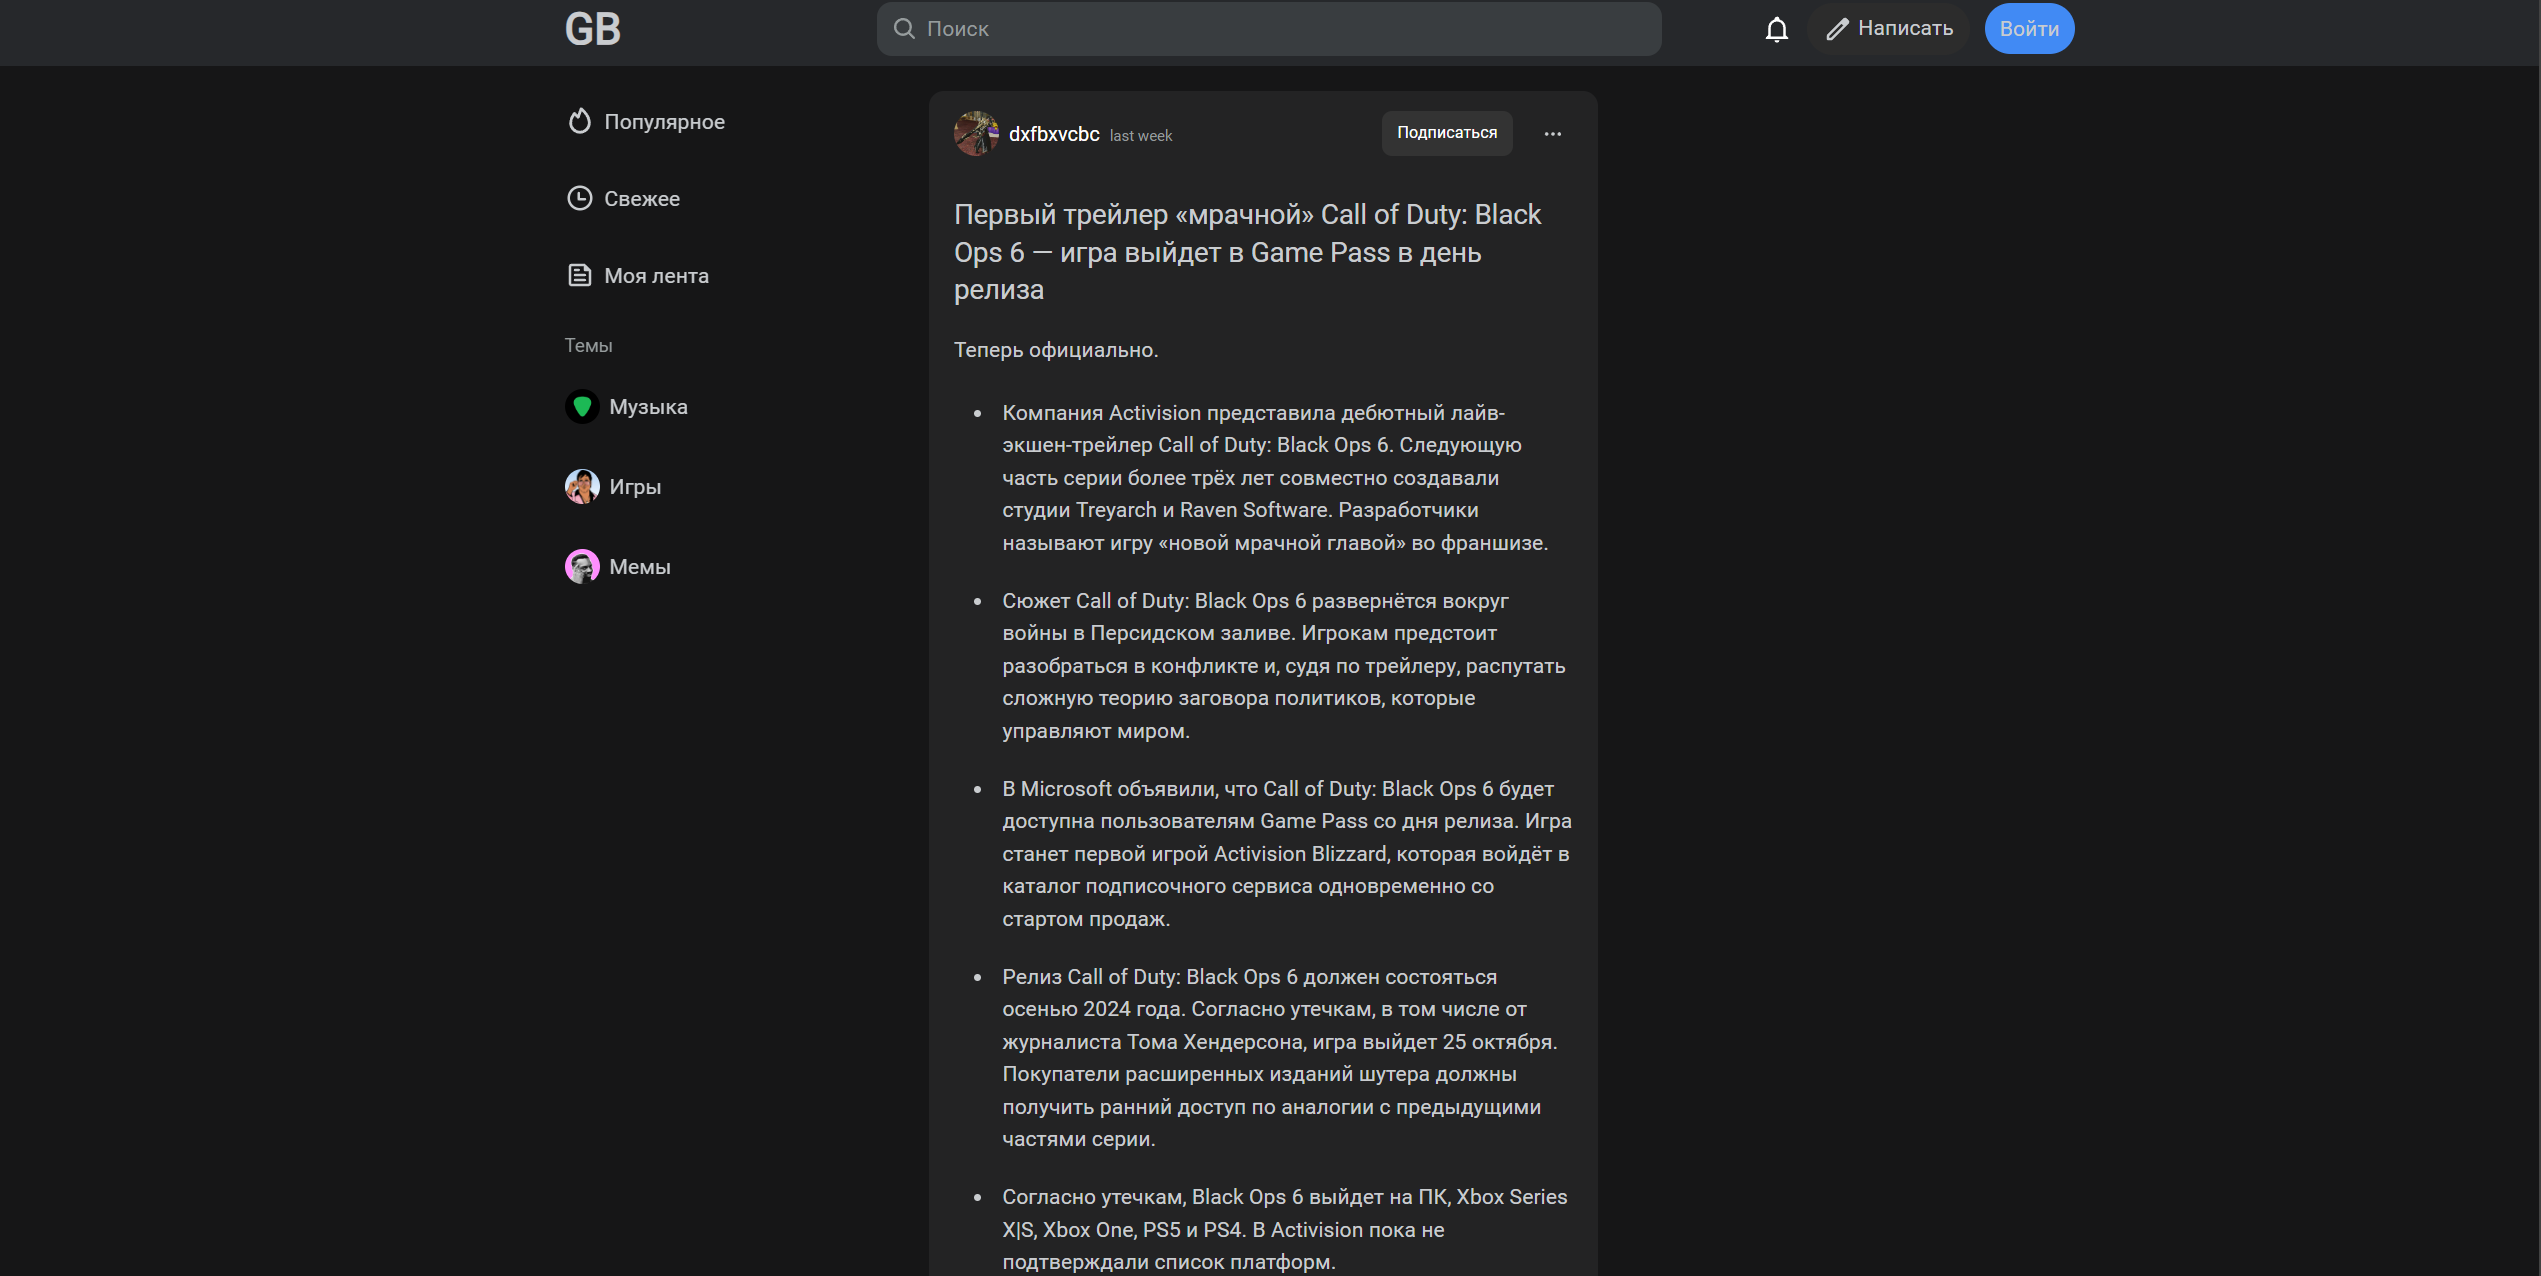 GB
Поиск
Написать
Войти
Популярное
Свежее
Моя лента
Темы
Музыка
Игры
Мемы
dxfbxvcbc last week
Подписаться
Первый трейлер «мрачной» Call of Duty: Black
Ops 6 — игра выйдет в Game Pass в день
релиза
Теперь официально.
Компания Activision представила дебютный лайв-
экшен-трейлер Call of Duty: Black Ops 6. Следующую
часть серии более трёх лет совместно создавали
студии Treyarch и Raven Software. Разработчики
называют игру «новой мрачной главой» во франшизе.
Сюжет Call of Duty: Black Ops 6 развернётся вокруг
войны в Персидском заливе. Игрокам предстоит
разобраться в конфликте и, судя по трейлеру, распутать
сложную теорию заговора политиков, которые
управляют миром.
В Microsoft объявили, что Call of Duty: Black Ops 6 будет
доступна пользователям Game Pass со дня релиза. Игра
станет первой игрой Activision Blizzard, которая войдёт в
каталог подписочного сервиса одновременно со
стартом продаж.
Релиз Call of Duty: Black Ops 6 должен состояться
осенью 2024 года. Согласно утечкам, в том числе от
журналиста Тома Хендерсона, игра выйдет 25 октября.
Покупатели расширенных изданий шутера должны
получить ранний доступ по аналогии с предыдущими
частями серии.
Согласно утечкам, Black Ops 6 выйдет на ПК, Xbox Series
X|S, Xbox One, PS5 и PS4. В Activision пока не
подтверждали список платформ.